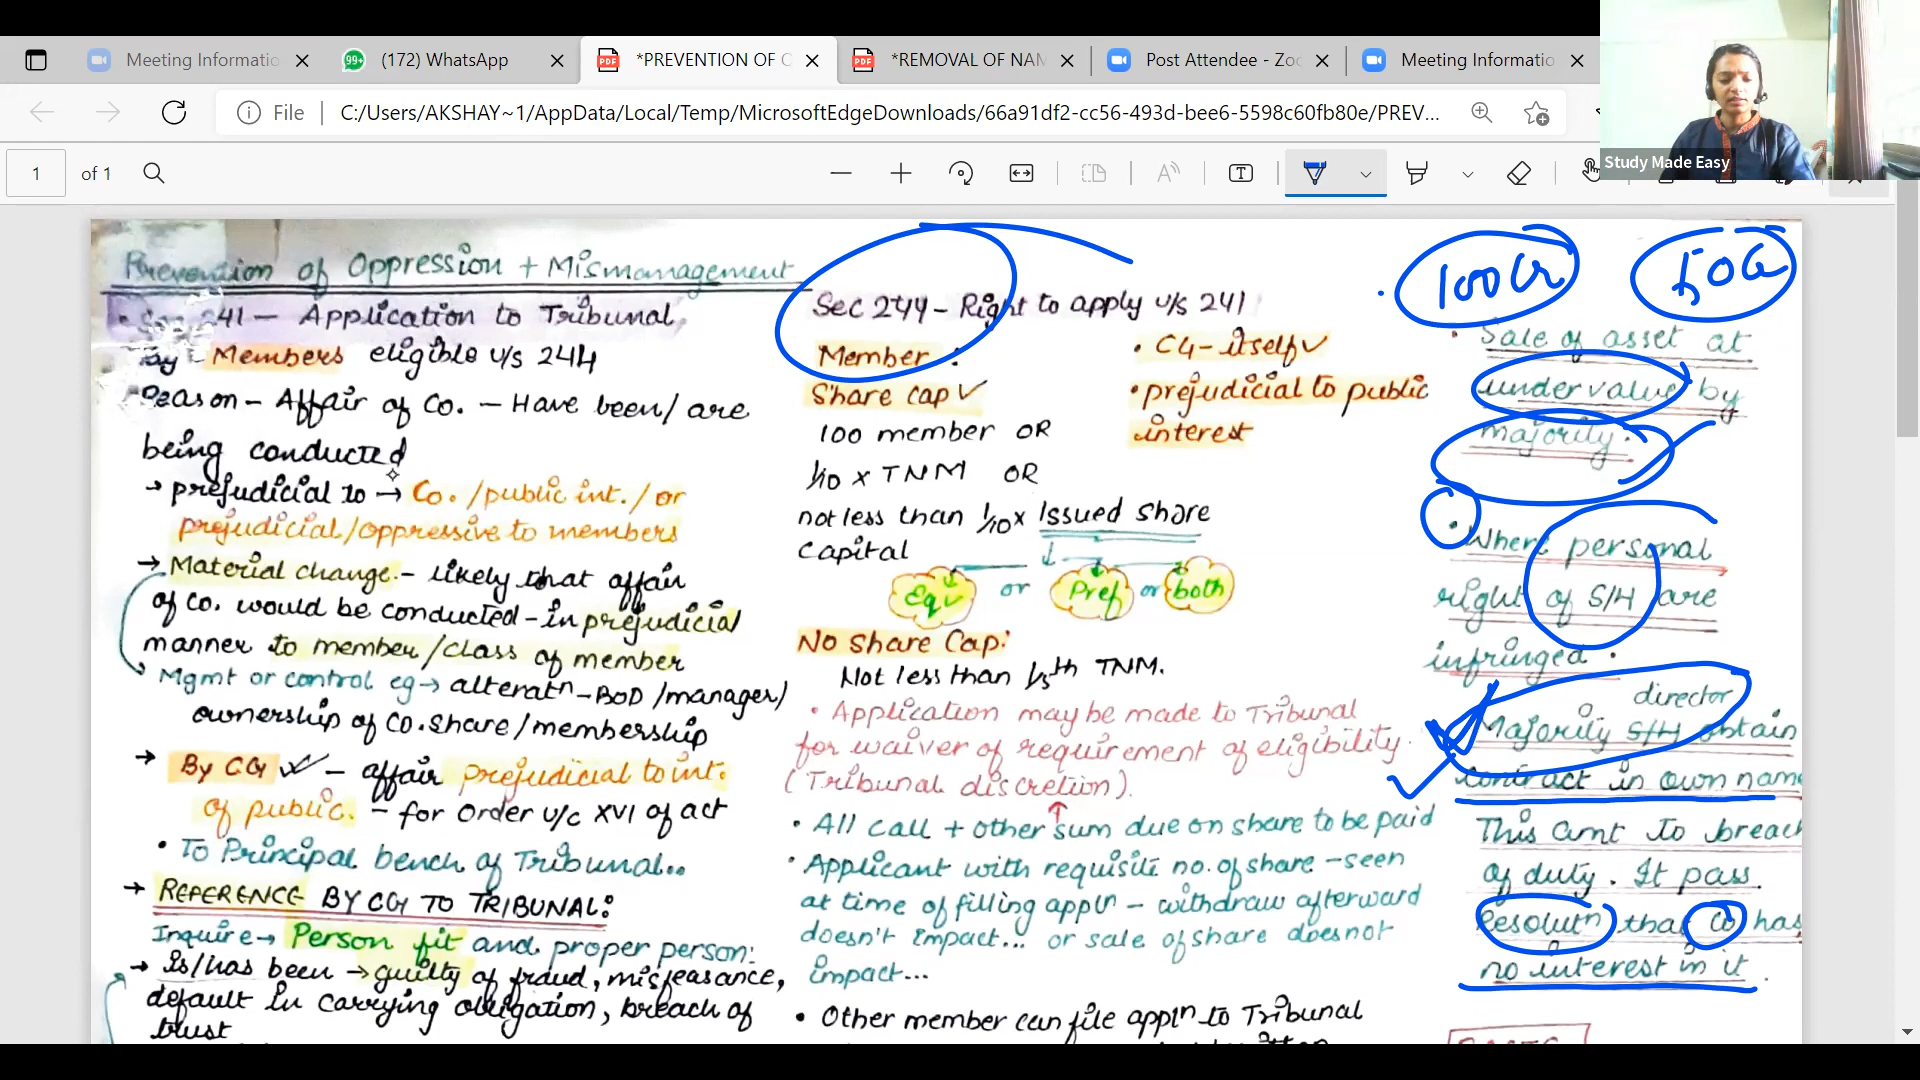 Meeting Informatio
(172) WhatsApp
99+
*PREVENTION OF O
*REMOVAL OF NAM
Post Attendee - Zoo
Meeting Informatio
File
C:/Users/AKSHAY~1/AppData/Local/Temp/MicrosoftEdgeDownloads/66a91df2-cc56-493d-bee6-5598c60fb80e/PREV...
Study Made Easy
1
of 1
Prevention of Oppression + Mismanagement
• Sec 241 - Application to Tribunal
By - Members eligible u/s 244
Reason - Affair of Co. - Have been/ are
being conducted
→ prejudicial to → Co. /public int. / or
prejudicial/oppressive to members
→ Material change - likely that affair
of Co. would be conducted - in prejudicial
manner to member/class of member
Mgmt or control eg → alteratn - BOD /manager/
ownership of Co. share/membership
→ By CG ✓ - affair prejudicial to int.
of public. - for order u/c XVI of act
• To Principal bench of Tribunal..
→ REFERENCE BY CG TO TRIBUNAL:
Inquire → Person fit and proper person:
→ Is/has been → guilty of fraud, misfeasance,
default in carrying obligation, breach of
trust
Sec 244 - Right to apply u/s 241
Member :
Share cap ✓
100 member OR
1/10 x TNM OR
not less than 1/10 x Issued share
capital
Eq or Pref or both
No Share Cap:
Not less than 1/5th TNM.
• Application may be made to Tribunal
for waiver of requirement of eligibility.
(Tribunal discretion).
• All call + other sum due on share to be paid
• Applicant with requisite no. of share - seen
at time of filling appln - withdraw afterward
doesn't impact... or sale of share does not
impact...
• Other member can file appln to Tribunal
• CG - itself ✓
• prejudicial to public
interest
100Cr 50Cr
• Sale of asset at
undervalue by
majority.
• Where personal
right of S/H are
infringed.
director
Majority S/H obtain
contract in own name
This amt to breach
of duty. It pass
Resolutn that Co has
no interest in it.